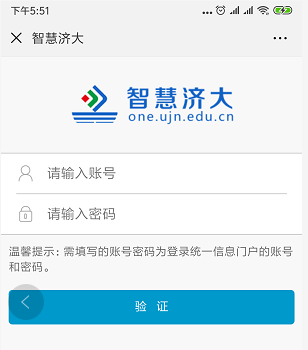 下午5:51
智慧济大
智慧济大
one.ujn.edu.cn
请输入账号
请输入密码
温馨提示:需填写的账号密码为登录统一信息门户的账号
和密码。
验 证